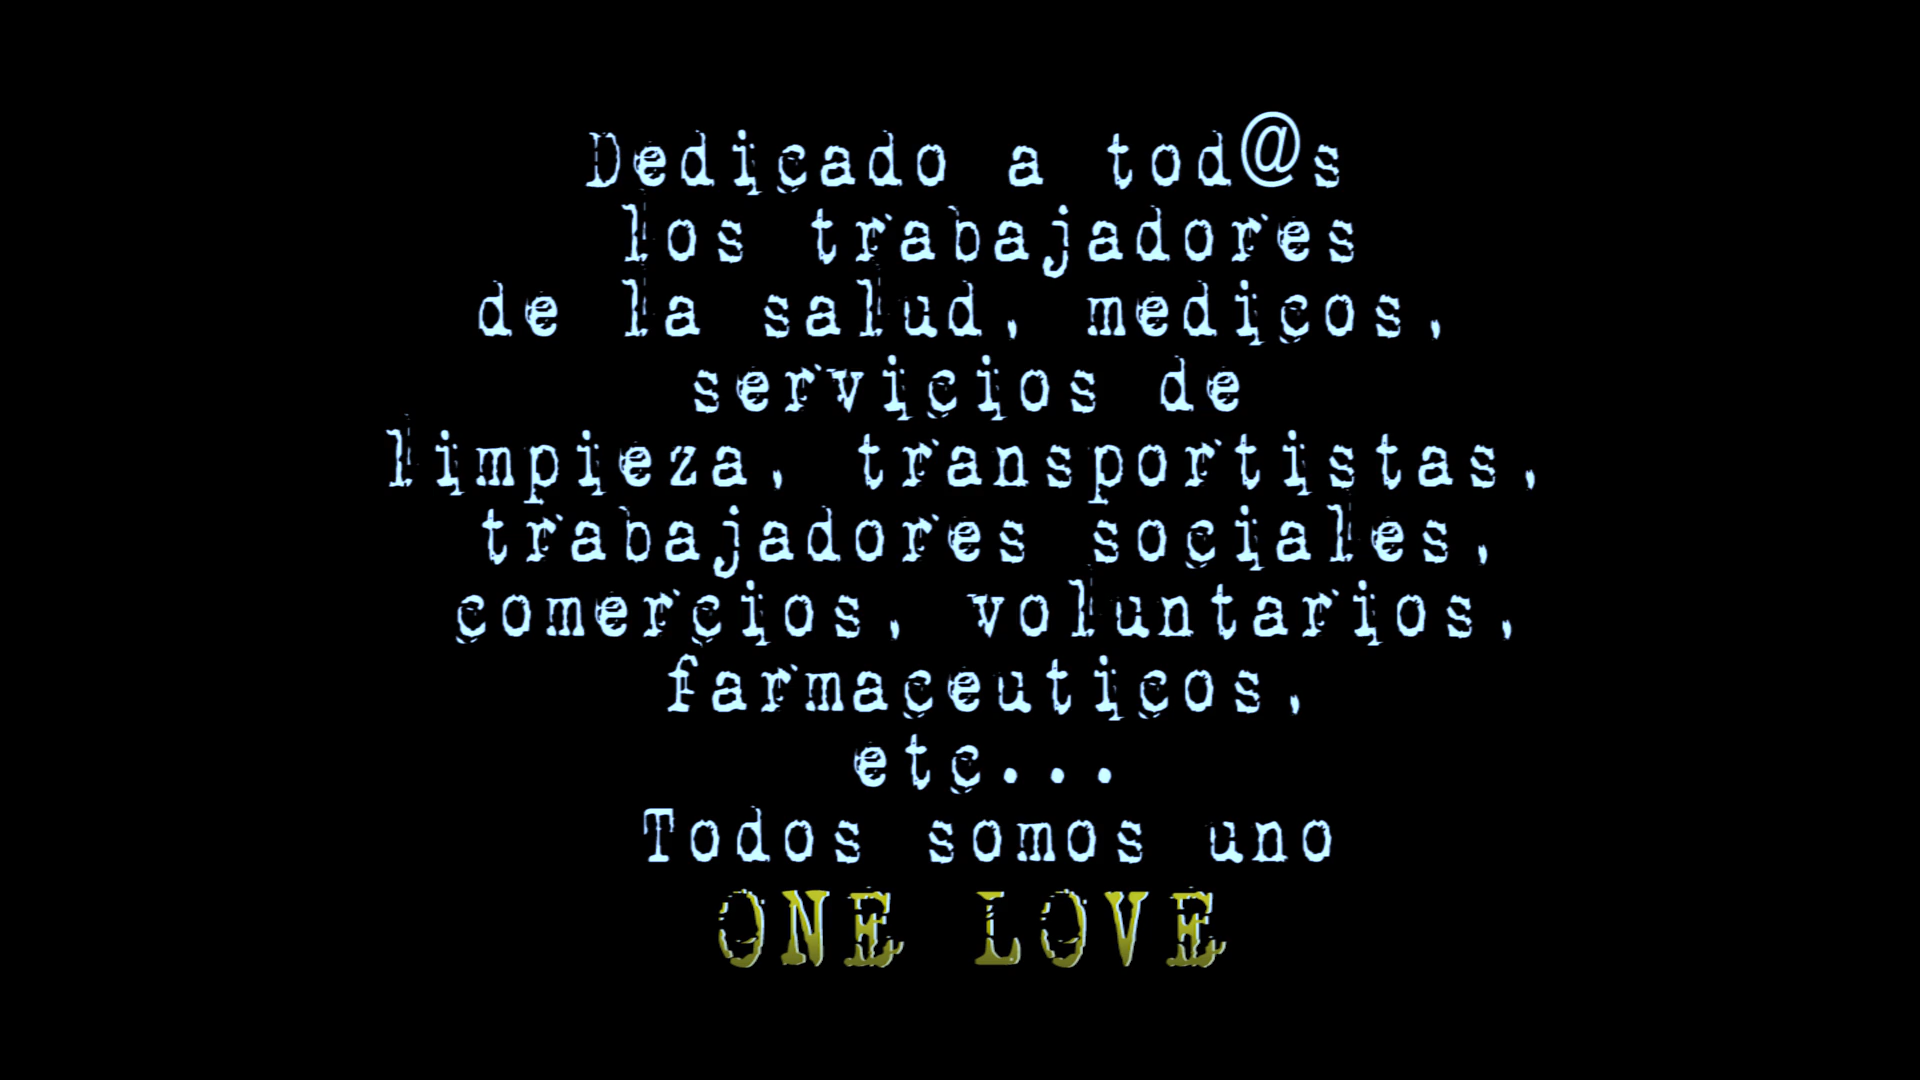 Dedicado a tod@s
los trabajadores
de la salud, medicos,
servicios de
limpieza, transportistas,
trabajadores sociales,
comercios, voluntarios,
farmaceuticos,
etc...
Todos somos uno
ONE LOVE